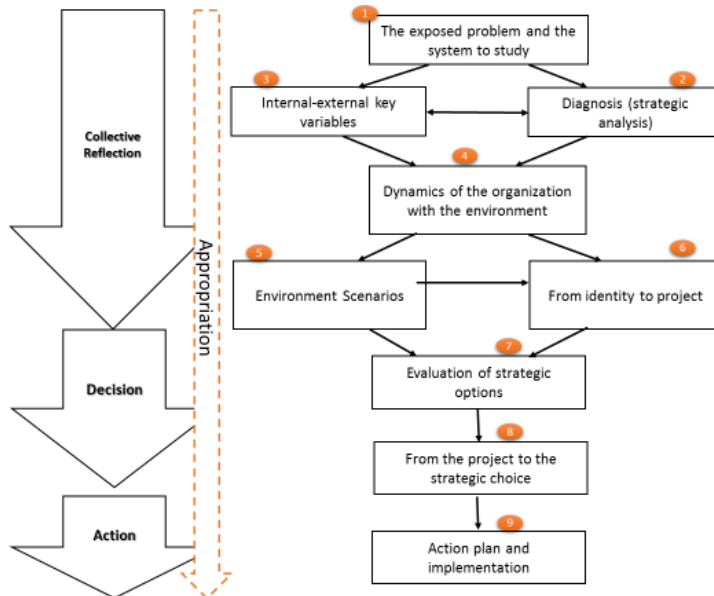 1
The exposed problem and the
system to study
3
Internal-external key
variables
2
Diagnosis (strategic
analysis)
Collective
Reflection
4
Dynamics of the organization
with the environment
Appropriation
5
Environment Scenarios
6
From identity to project
7
Evaluation of strategic
options
Decision
8
From the project to the
strategic choice
9
Action plan and
implementation
Action